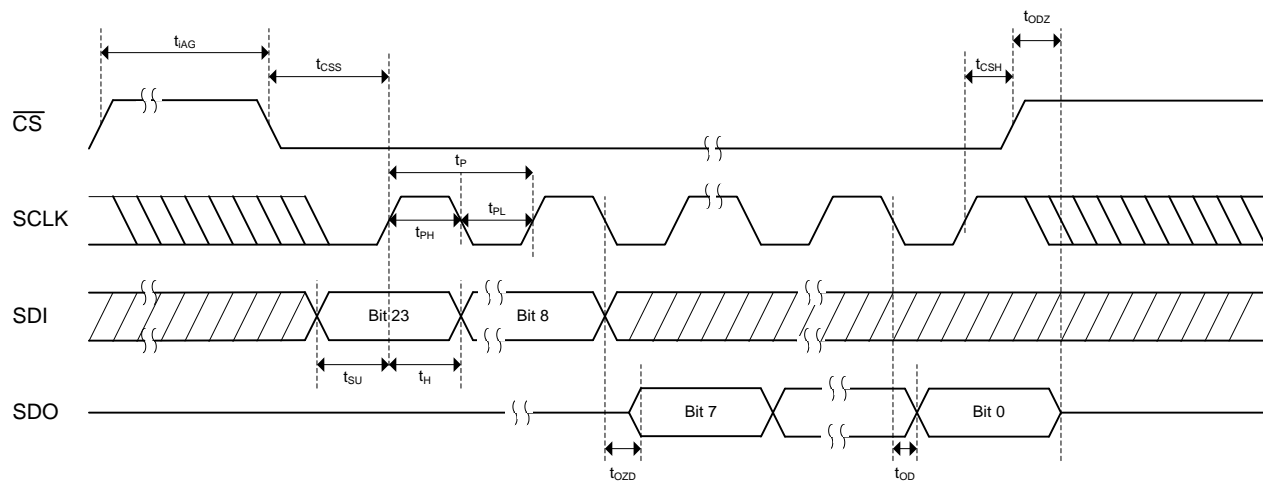 tODZ
tIAG
tCSS
tCSH
CS
tP
SCLK
tPH
tPL
SDI
Bit 23
Bit 8
tSU
tH
SDO
Bit 7
Bit 0
tOZD
tOD